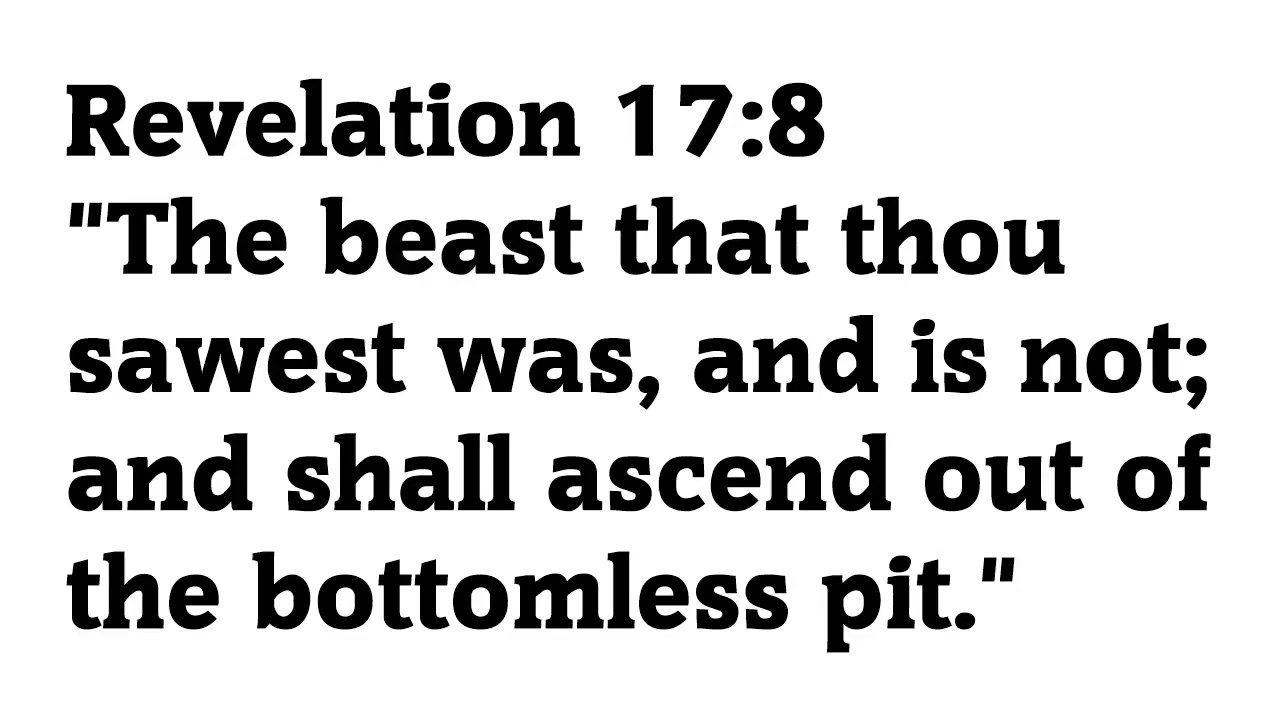 Revelation 17:8
"The beast that thou
sawest was, and is not;
and shall ascend out of
the bottomless pit."